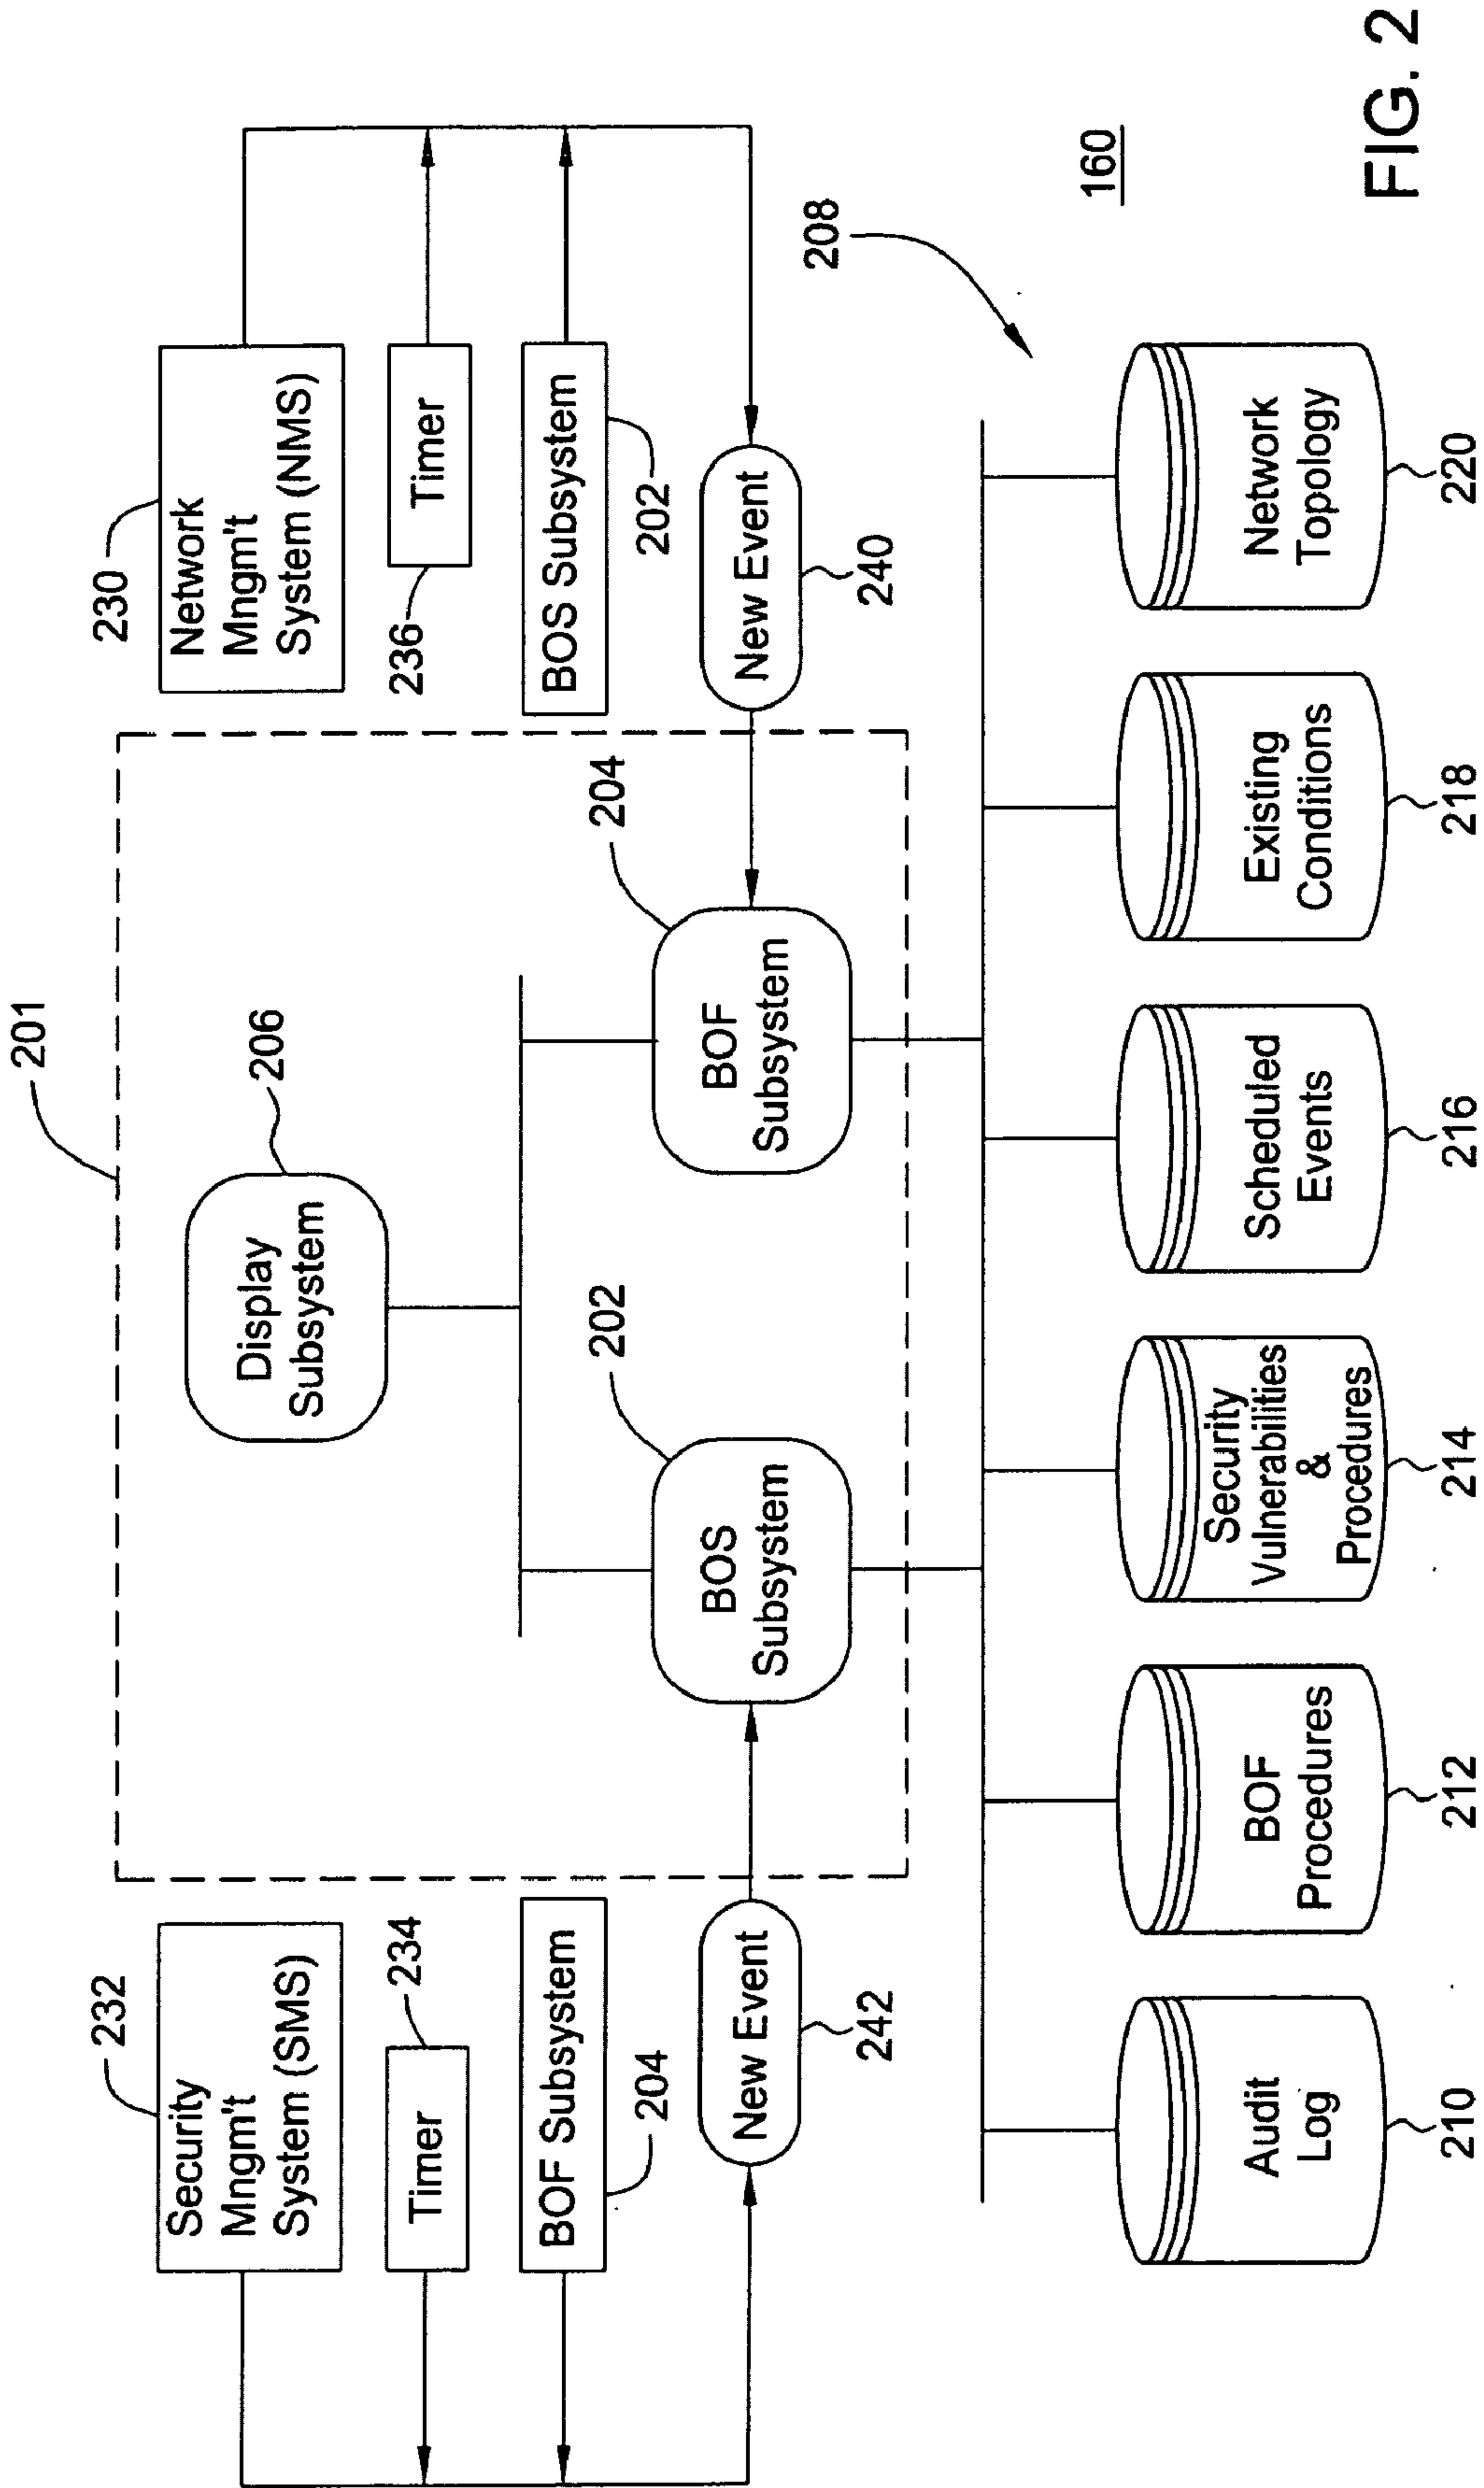 201
232
Security
Mngm't
System (SMS)
234
Timer
BOF Subsystem
204
New Event
242
206
Display
Subsystem
202
BOS
Subsystem
204
BOF
Subsystem
230
Network
Mngm't
System (NMS)
236
Timer
BOS Subsystem
202
New Event
240
208
160
Audit
Log
210
BOF
Procedures
212
Security
Vulnerabilities
&
Procedures
214
Scheduled
Events
216
Existing
Conditions
218
Network
Topology
220
FIG. 2